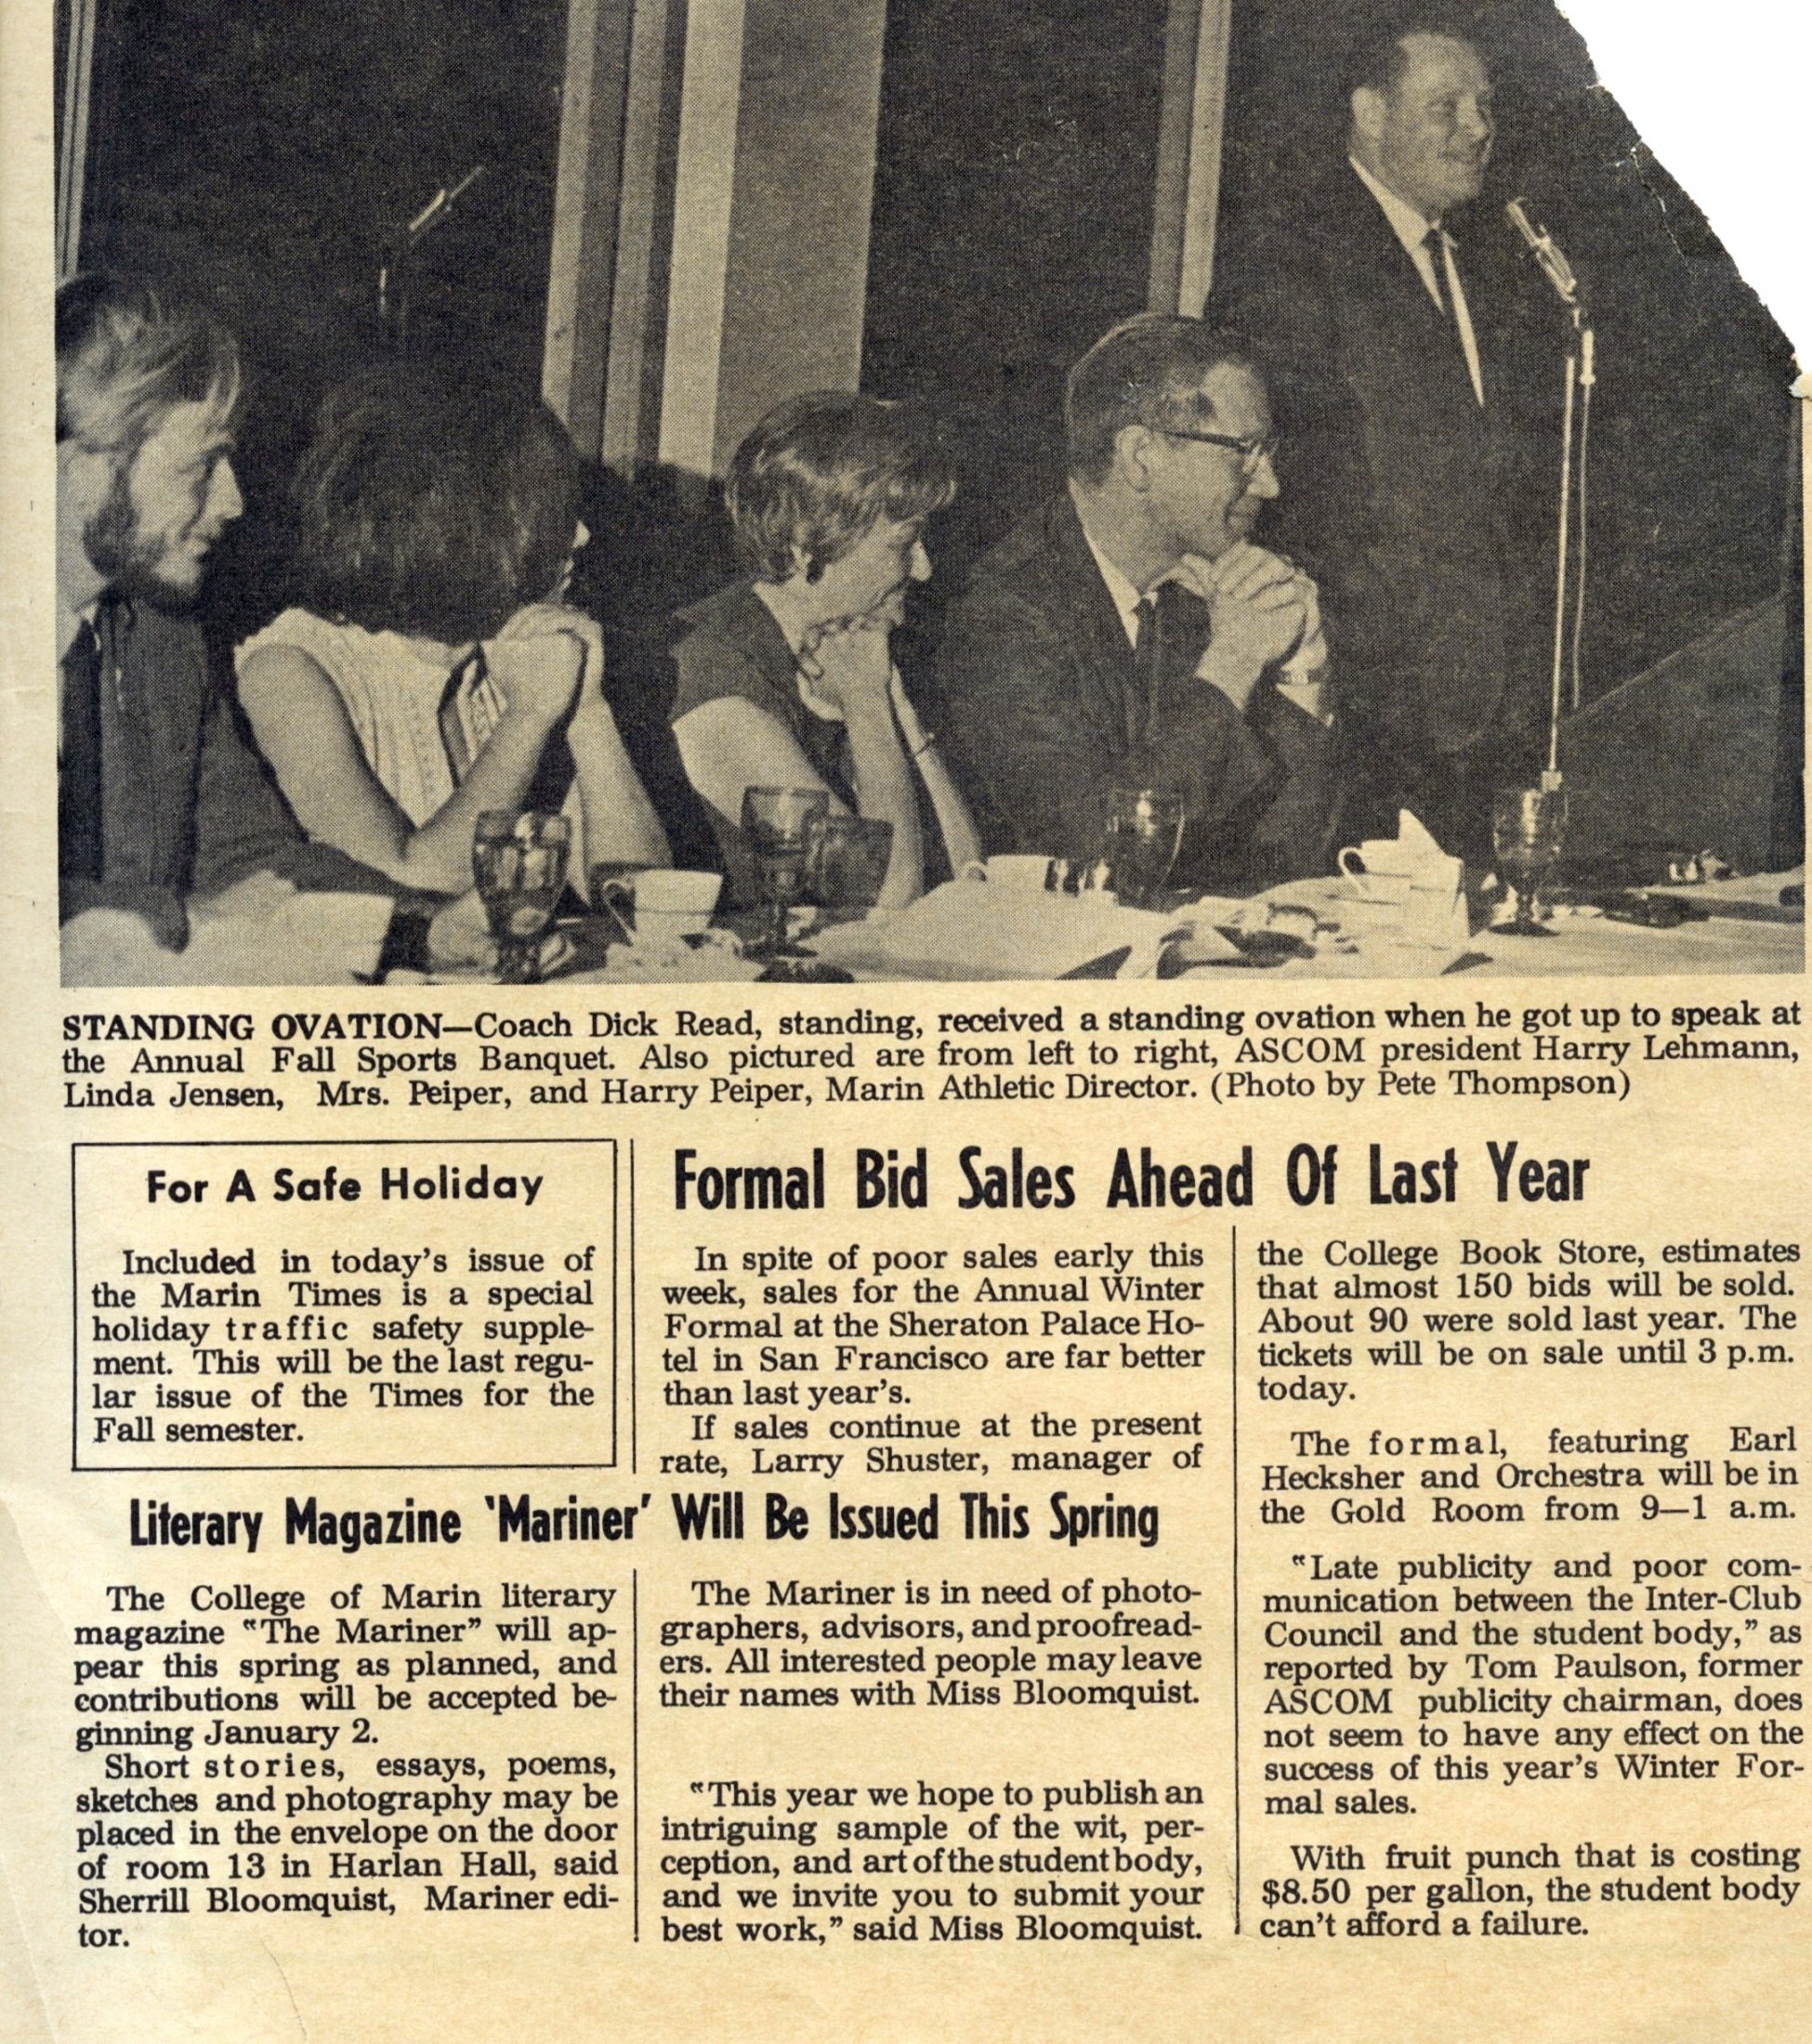 STANDING OVATION—Coach Dick Read, standing, received a standing ovation when he got up to speak at
the Annual Fall Sports Banquet. Also pictured are from left to right, ASCOM president Harry Lehmann,
Linda Jensen, Mrs. Peiper, and Harry Peiper, Marin Athletic Director. (Photo by Pete Thompson)
For A Safe Holiday
Included in today's issue of
the Marin Times is a special
holiday traffic safety supple-
ment. This will be the last regu-
lar issue of the Times for the
Fall semester.
Formal Bid Sales Ahead Of Last Year
In spite of poor sales early this
week, sales for the Annual Winter
Formal at the Sheraton Palace Ho-
tel in San Francisco are far better
than last year's.
If sales continue at the present
rate, Larry Shuster, manager of
the College Book Store, estimates
that almost 150 bids will be sold.
About 90 were sold last year. The
tickets will be on sale until 3 p.m.
today.
The formal, featuring Earl
Hecksher and Orchestra will be in
the Gold Room from 9—1 a.m.
"Late publicity and poor com-
munication between the Inter-Club
Council and the student body," as
reported by Tom Paulson, former
ASCOM publicity chairman, does
not seem to have any effect on the
success of this year's Winter For-
mal sales.
With fruit punch that is costing
$8.50 per gallon, the student body
can't afford a failure.
Literary Magazine 'Mariner' Will Be Issued This Spring
The College of Marin literary
magazine "The Mariner" will ap-
pear this spring as planned, and
contributions will be accepted be-
ginning January 2.
Short stories, essays, poems,
sketches and photography may be
placed in the envelope on the door
of room 13 in Harlan Hall, said
Sherrill Bloomquist, Mariner edi-
tor.
The Mariner is in need of photo-
graphers, advisors, and proofread-
ers. All interested people may leave
their names with Miss Bloomquist.
"This year we hope to publish an
intriguing sample of the wit, per-
ception, and art of the student body,
and we invite you to submit your
best work," said Miss Bloomquist.